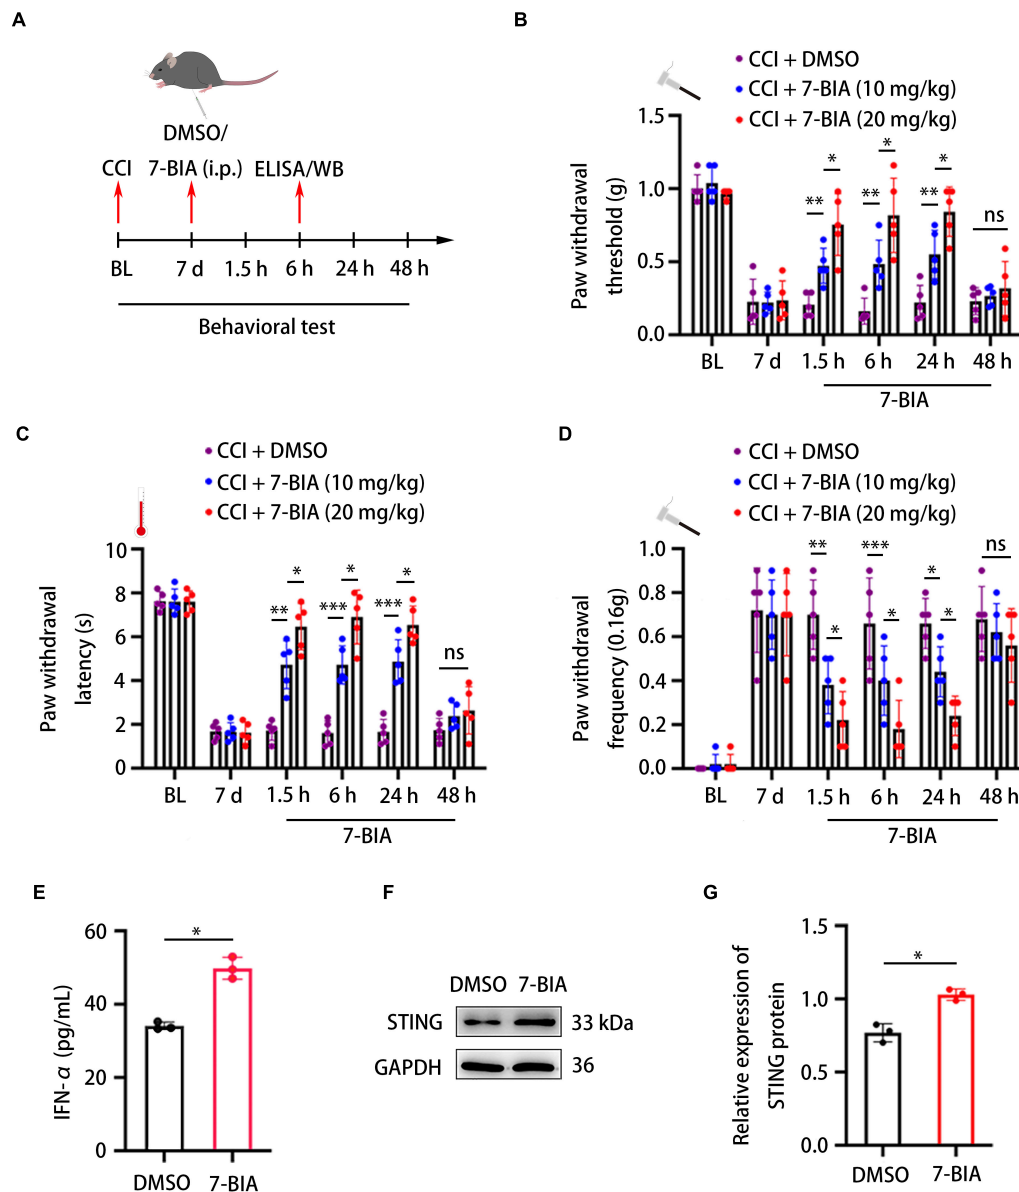 A
DMSO/
CCI 7-BIA (i.p.) ELISA/WB
BL 7 d 1.5 h 6 h 24 h 48 h
Behavioral test
B
CCI + DMSO
CCI + 7-BIA (10 mg/kg)
CCI + 7-BIA (20 mg/kg)
Paw withdrawal
threshold (g)
1.5
1.0
0.5
0.0
** * ** * ** * ns
BL 7 d 1.5 h 6 h 24 h 48 h
7-BIA
C
CCI + DMSO
CCI + 7-BIA (10 mg/kg)
CCI + 7-BIA (20 mg/kg)
Paw withdrawal
latency (s)
10
8
6
4
2
0
** * *** * *** * ns
BL 7 d 1.5 h 6 h 24 h 48 h
7-BIA
D
CCI + DMSO
CCI + 7-BIA (10 mg/kg)
CCI + 7-BIA (20 mg/kg)
Paw withdrawal
frequency (0.16g)
1.0
0.8
0.6
0.4
0.2
0.0
** * *** * * * ns
BL 7 d 1.5 h 6 h 24 h 48 h
7-BIA
E
IFN-α (pg/mL)
60
40
20
0
*
DMSO 7-BIA
F
DMSO 7-BIA
STING 33 kDa
GAPDH 36
G
Relative expression of
STING protein
1.5
1.0
0.5
0.0
*
DMSO 7-BIA